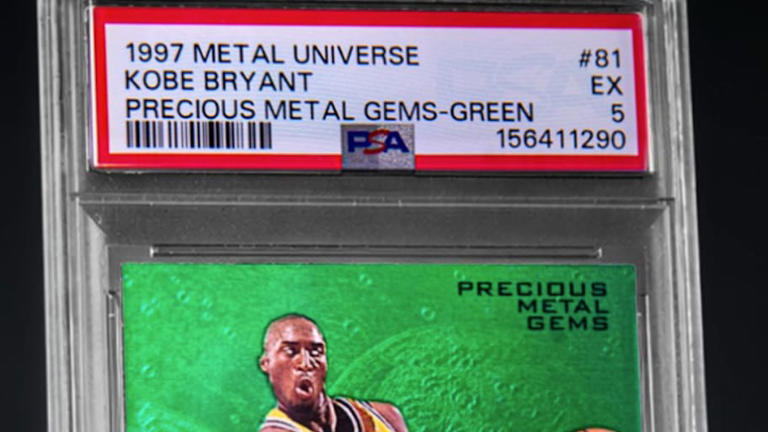 1997 METAL UNIVERSE #81
KOBE BRYANT EX
PRECIOUS METAL GEMS-GREEN 5
PSA 156411290
PRECIOUS
METAL
GEMS